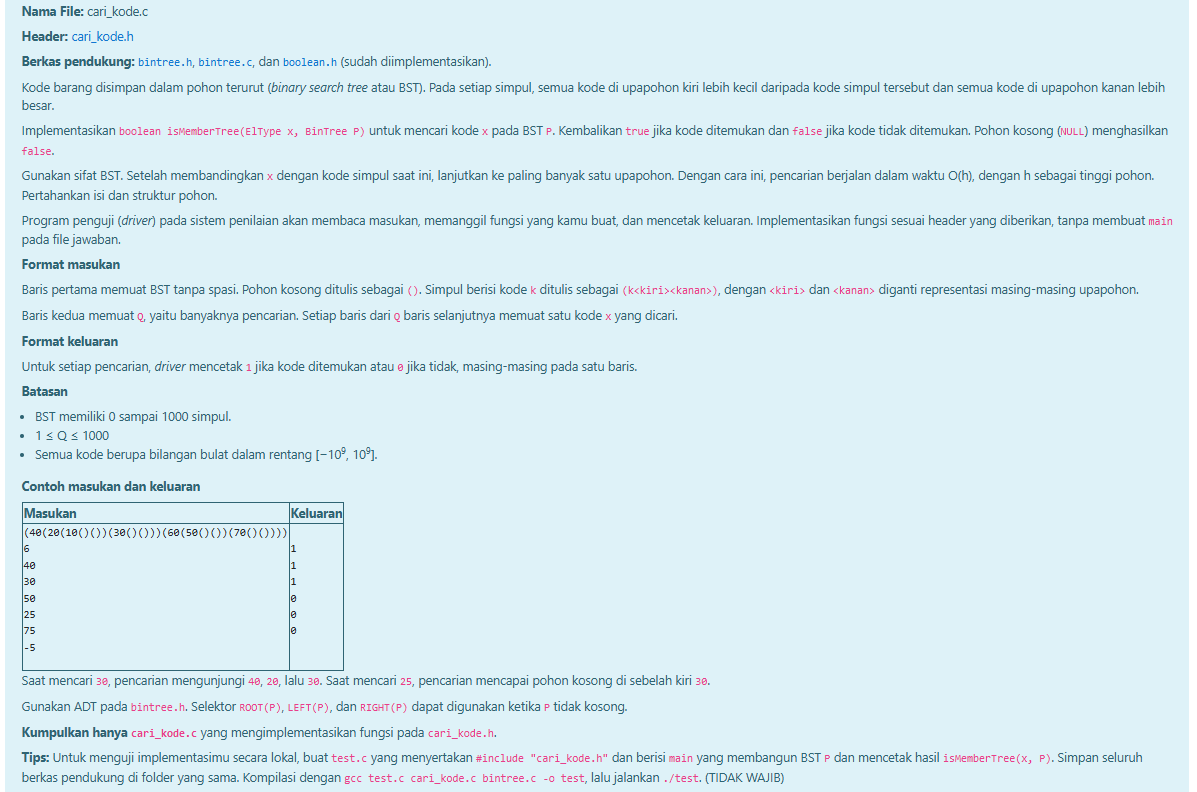 Nama File: cari_kode.c
Header: cari_kode.h
Berkas pendukung: bintree.h, bintree.c, dan boolean.h (sudah diimplementasikan).
Kode barang disimpan dalam pohon terurut (binary search tree atau BST). Pada setiap simpul, semua kode di upapohon kiri lebih kecil daripada kode simpul tersebut dan semua kode di upapohon kanan lebih
besar.
Implementasikan boolean isMemberTree(ElType x, BinTree P) untuk mencari kode x pada BST P. Kembalikan true jika kode ditemukan dan false jika kode tidak ditemukan. Pohon kosong (NULL) menghasilkan
false.
Gunakan sifat BST. Setelah membandingkan x dengan kode simpul saat ini, lanjutkan ke paling banyak satu upapohon. Dengan cara ini, pencarian berjalan dalam waktu O(h), dengan h sebagai tinggi pohon.
Pertahankan isi dan struktur pohon.
Program penguji (driver) pada sistem penilaian akan membaca masukan, memanggil fungsi yang kamu buat, dan mencetak keluaran. Implementasikan fungsi sesuai header yang diberikan, tanpa membuat main
pada file jawaban.
Format masukan
Baris pertama memuat BST tanpa spasi. Pohon kosong ditulis sebagai (). Simpul berisi kode k ditulis sebagai (k<kiri><kanan>), dengan <kiri> dan <kanan> diganti representasi masing-masing upapohon.
Baris kedua memuat Q, yaitu banyaknya pencarian. Setiap baris dari Q baris selanjutnya memuat satu kode x yang dicari.
Format keluaran
Untuk setiap pencarian, driver mencetak 1 jika kode ditemukan atau 0 jika tidak, masing-masing pada satu baris.
Batasan
• BST memiliki 0 sampai 1000 simpul.
• 1 ≤ Q ≤ 1000
• Semua kode berupa bilangan bulat dalam rentang [−10⁹, 10⁹].
Contoh masukan dan keluaran
Masukan Keluaran
(40(20(10()())(30()()))(60(50()())(70()())))
6 1
40 1
30 1
50 0
25 0
75 0
-5
Saat mencari 30, pencarian mengunjungi 40, 20, lalu 30. Saat mencari 25, pencarian mencapai pohon kosong di sebelah kiri 30.
Gunakan ADT pada bintree.h. Selektor ROOT(P), LEFT(P), dan RIGHT(P) dapat digunakan ketika P tidak kosong.
Kumpulkan hanya cari_kode.c yang mengimplementasikan fungsi pada cari_kode.h.
Tips: Untuk menguji implementasimu secara lokal, buat test.c yang menyertakan #include "cari_kode.h" dan berisi main yang membangun BST P dan mencetak hasil isMemberTree(x, P). Simpan seluruh
berkas pendukung di folder yang sama. Kompilasi dengan gcc test.c cari_kode.c bintree.c -o test, lalu jalankan ./test. (TIDAK WAJIB)